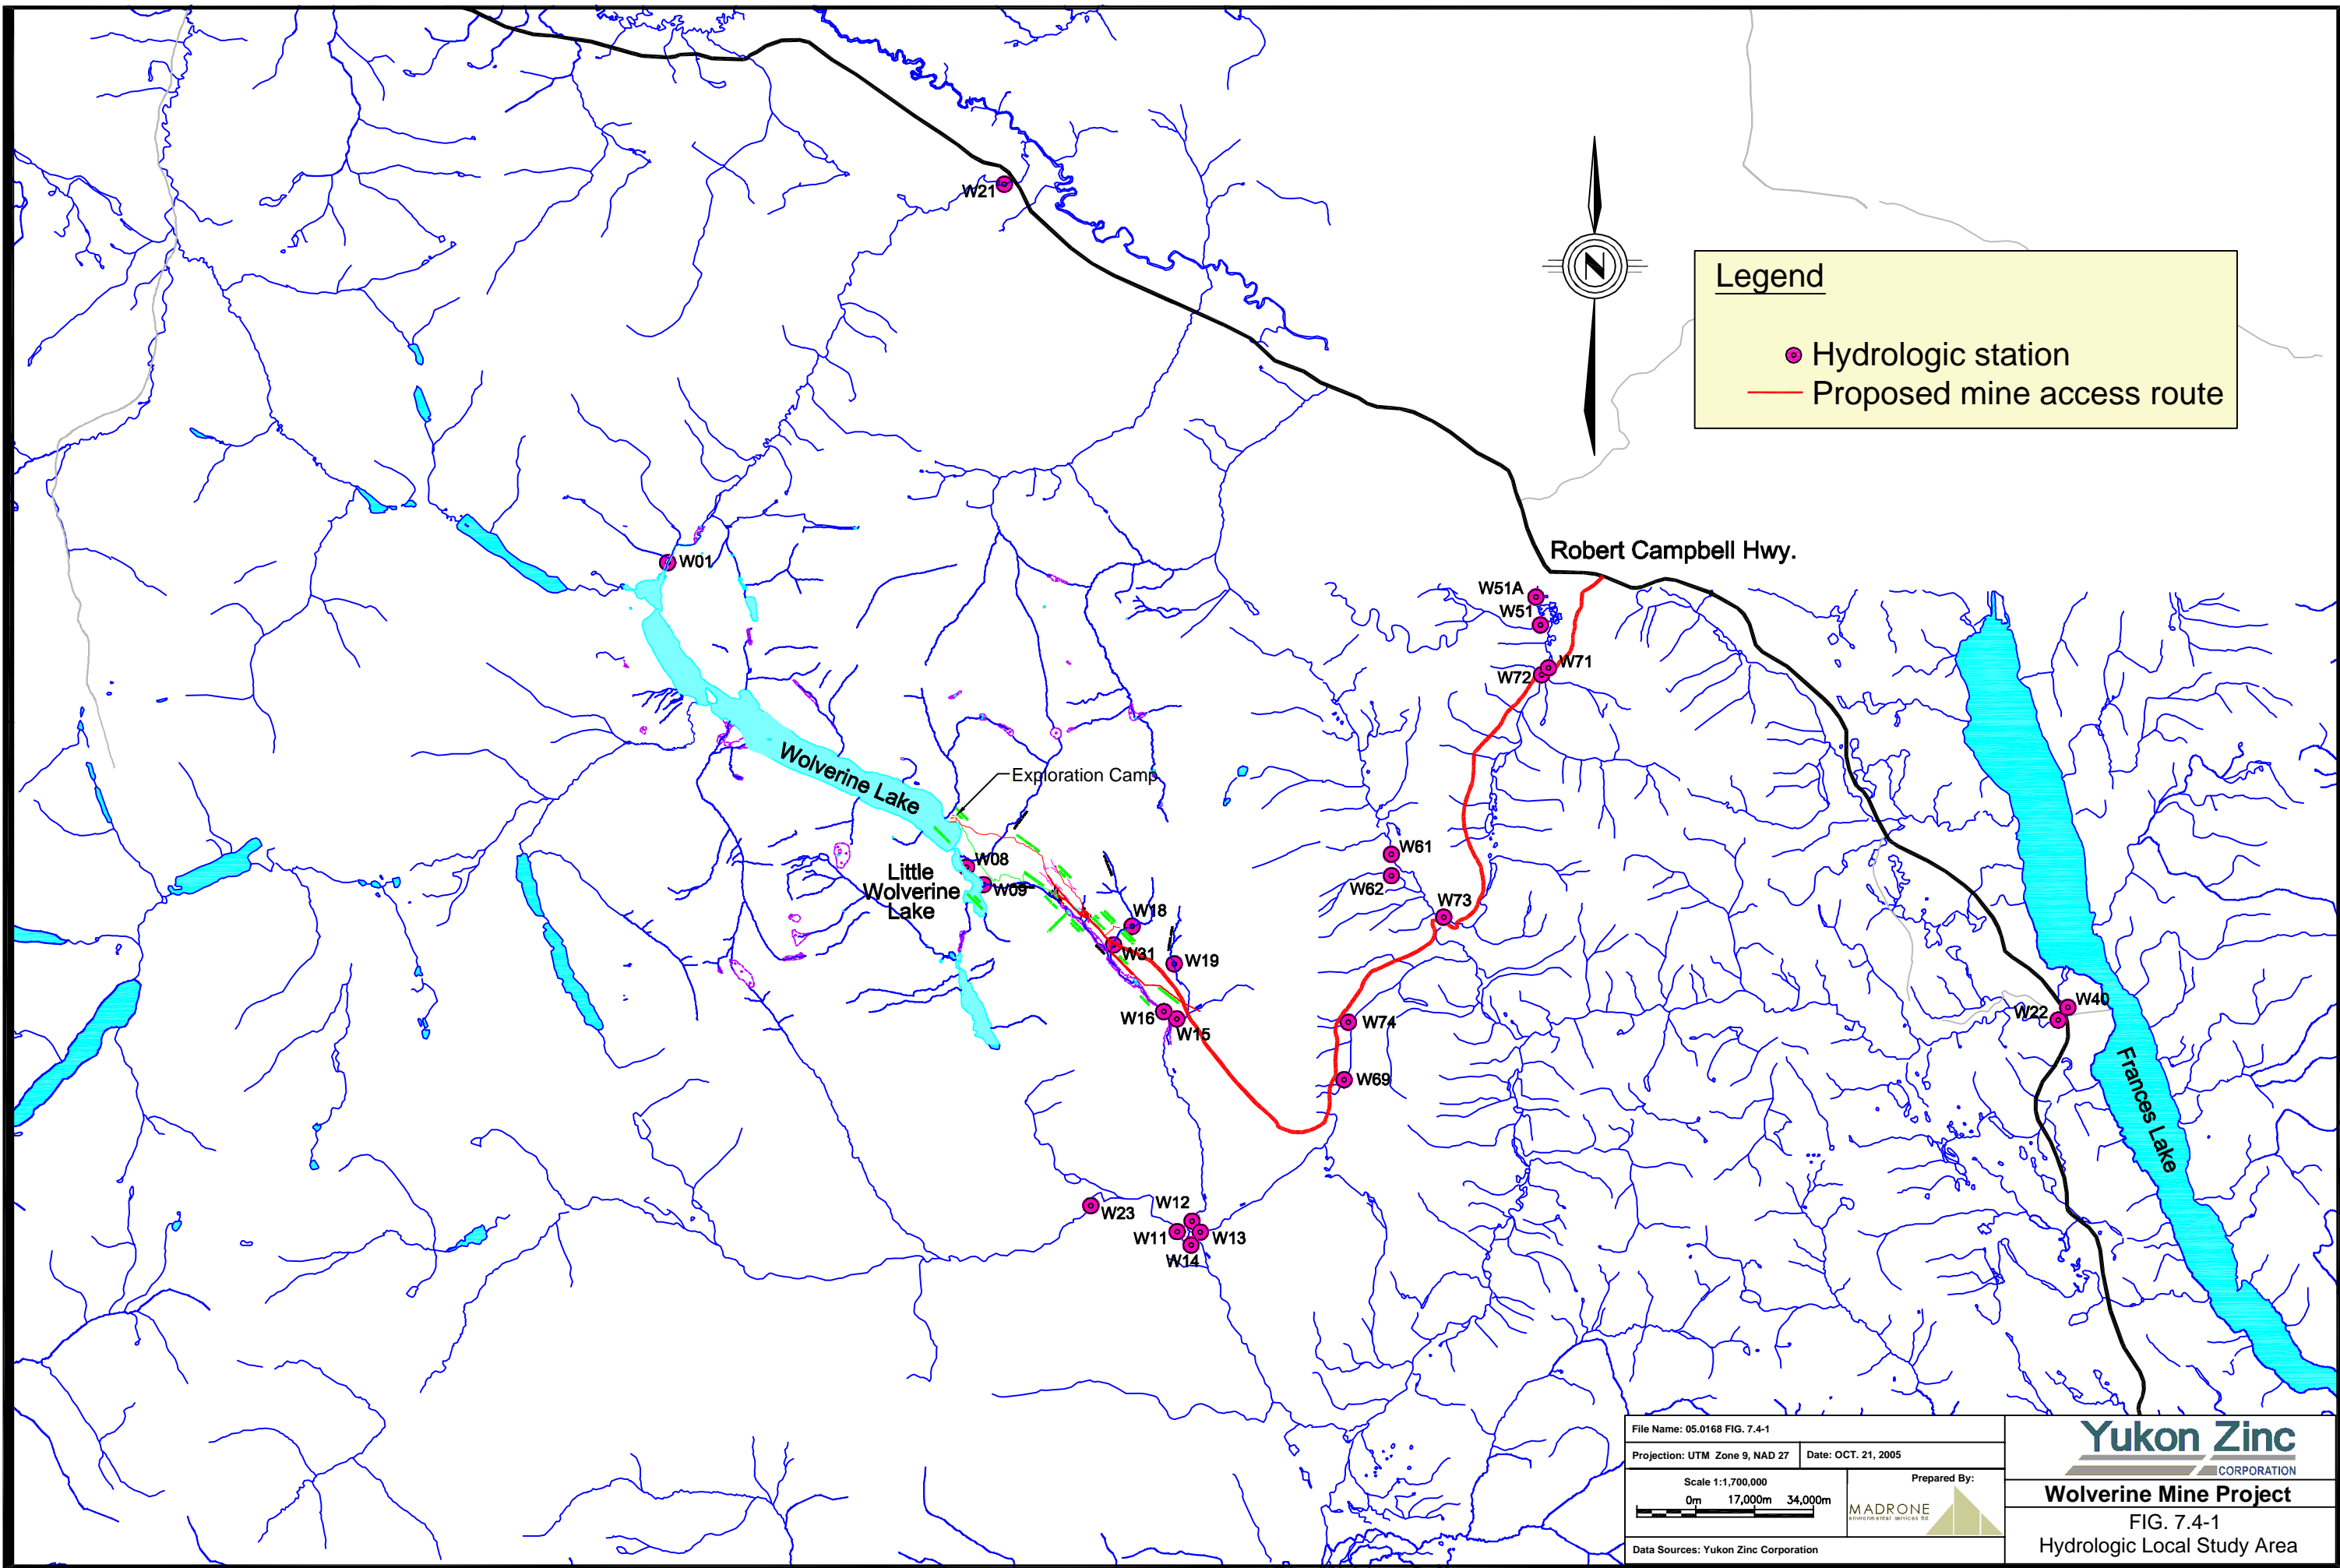 W21
N
Legend
Hydrologic station
Proposed mine access route
Robert Campbell Hwy.
W01
W51A
W51
W71
W72
Wolverine Lake
Exploration Camp
W08
Little
Wolverine
Lake
W09
W61
W62
W73
W18
W31
W19
W16
W15
W74
W69
W40
W22
Frances Lake
W23
W12
W11
W13
W14
File Name: 05.0168 FIG. 7.4-1
Projection: UTM Zone 9, NAD 27
Date: OCT. 21, 2005
Scale 1:1,700,000
0m 17,000m 34,000m
Prepared By:
MADRONE
environmental services ltd.
Data Sources: Yukon Zinc Corporation
Yukon Zinc
CORPORATION
Wolverine Mine Project
FIG. 7.4-1
Hydrologic Local Study Area